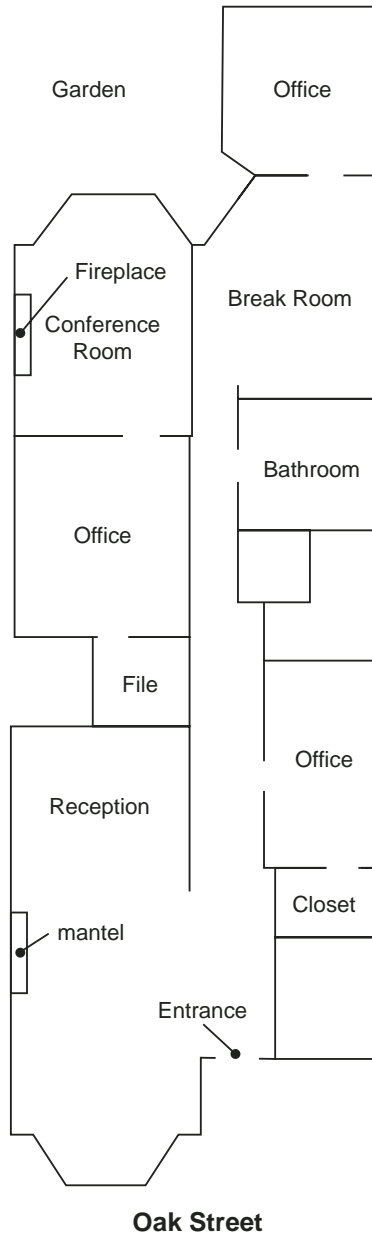 Garden
Office
Fireplace
Break Room
Conference
Room
Bathroom
Office
File
Office
Reception
Closet
mantel
Entrance
Oak Street